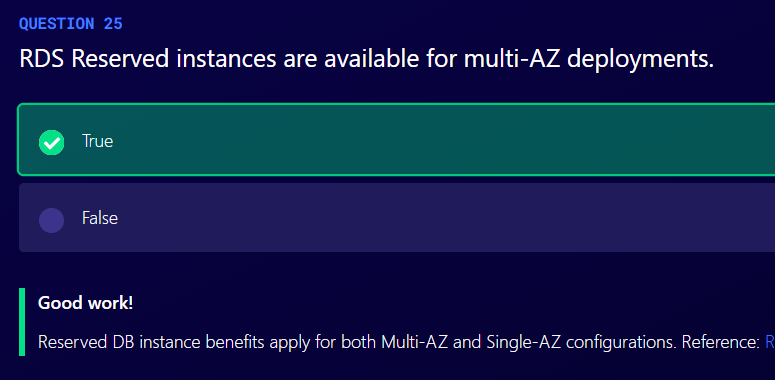 QUESTION 25
RDS Reserved instances are available for multi-AZ deployments.
True
False
Good work!
Reserved DB instance benefits apply for both Multi-AZ and Single-AZ configurations. Reference: R